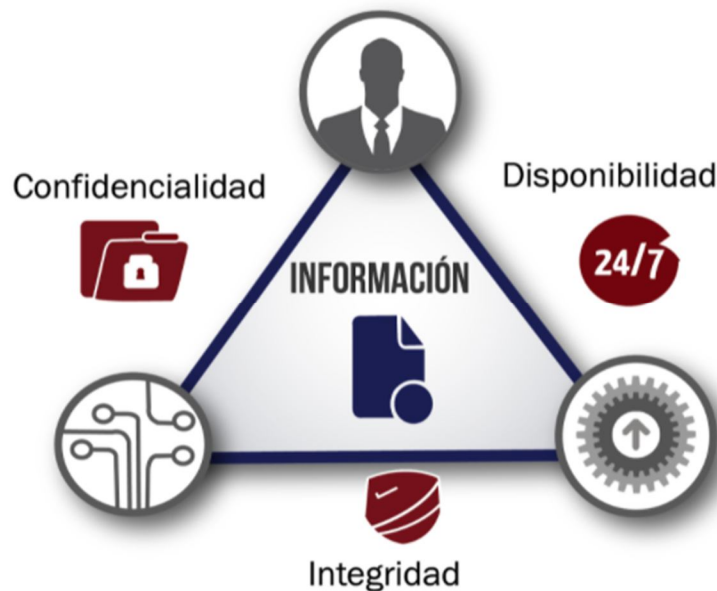 Confidencialidad
Disponibilidad
24/7
INFORMACIÓN
Integridad